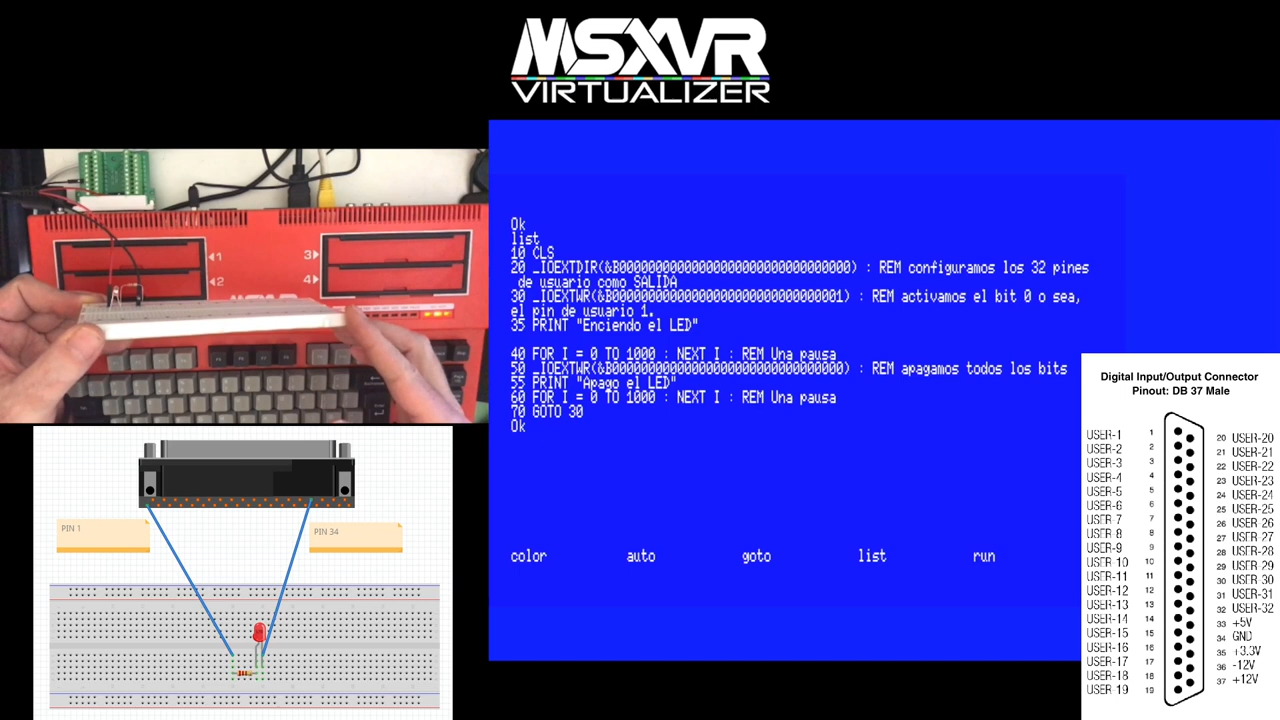 MSXVR
VIRTUALIZER
1
2
3
4
Ok
list
10 CLS
20 _IOEXTDIR(&B00000000000000000000000000000000) : REM configuramos los 32 pines
de usuario como SALIDA
30 _IOEXTWR(&B00000000000000000000000000000001) : REM activamos el bit 0 o sea,
el pin de usuario 1.
35 PRINT "Enciendo el LED"
40 FOR I = 0 TO 1000 : NEXT I : REM Una pausa
50 _IOEXTWR(&B00000000000000000000000000000000) : REM apagamos todos los bits
55 PRINT "Apago el LED"
60 FOR I = 0 TO 1000 : NEXT I : REM Una pausa
70 GOTO 30
Ok
color auto goto list run
PIN 1
PIN 34
Digital Input/Output Connector
Pinout: DB 37 Male
USER-1 1
USER-2 2
USER-3 3
USER-4 4
USER-5 5
USER-6 6
USER-7 7
USER-8 8
USER-9 9
USER-10 10
USER-11 11
USER-12 12
USER-13 13
USER-14 14
USER-15 15
USER-16 16
USER-17 17
USER-18 18
USER-19 19
20 USER-20
21 USER-21
22 USER-22
23 USER-23
24 USER-24
25 USER-25
26 USER-26
27 USER-27
28 USER-28
29 USER-29
30 USER-30
31 USER-31
32 USER-32
33 +5V
34 GND
35 +3.3V
36 -12V
37 +12V